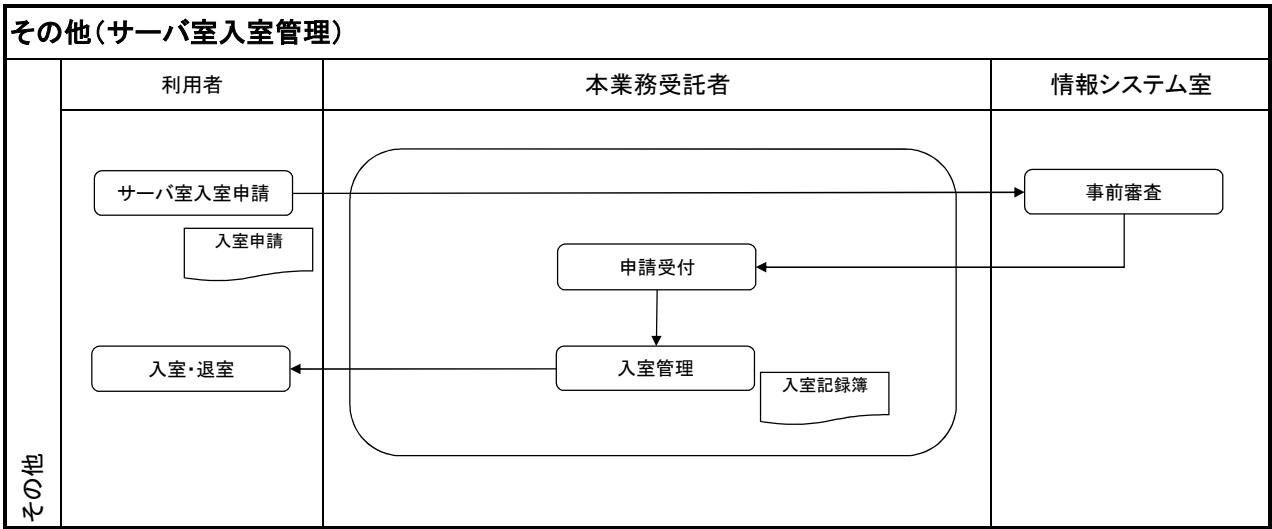 その他(サーバ室入室管理)
利用者
本業務受託者
情報システム室
サーバ室入室申請
事前審査
入室申請
申請受付
入室・退室
入室管理
入室記録簿
その他